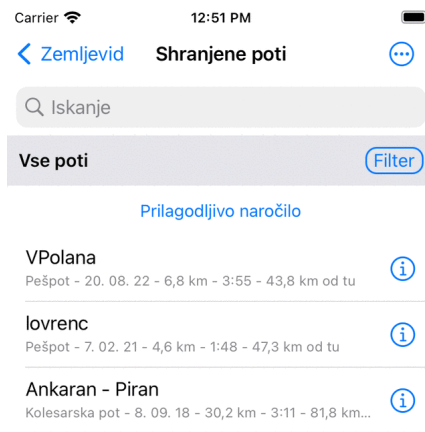 Carrier 12:51 PM
Zemljevid Shranjene poti
Iskanje
Vse poti Filter
Prilagodljivo naročilo
VPolana
Pešpot - 20. 08. 22 - 6,8 km - 3:55 - 43,8 km od tu
lovrenc
Pešpot - 7. 02. 21 - 4,6 km - 1:48 - 47,3 km od tu
Ankaran - Piran
Kolesarska pot - 8. 09. 18 - 30,2 km - 3:11 - 81,8 km...